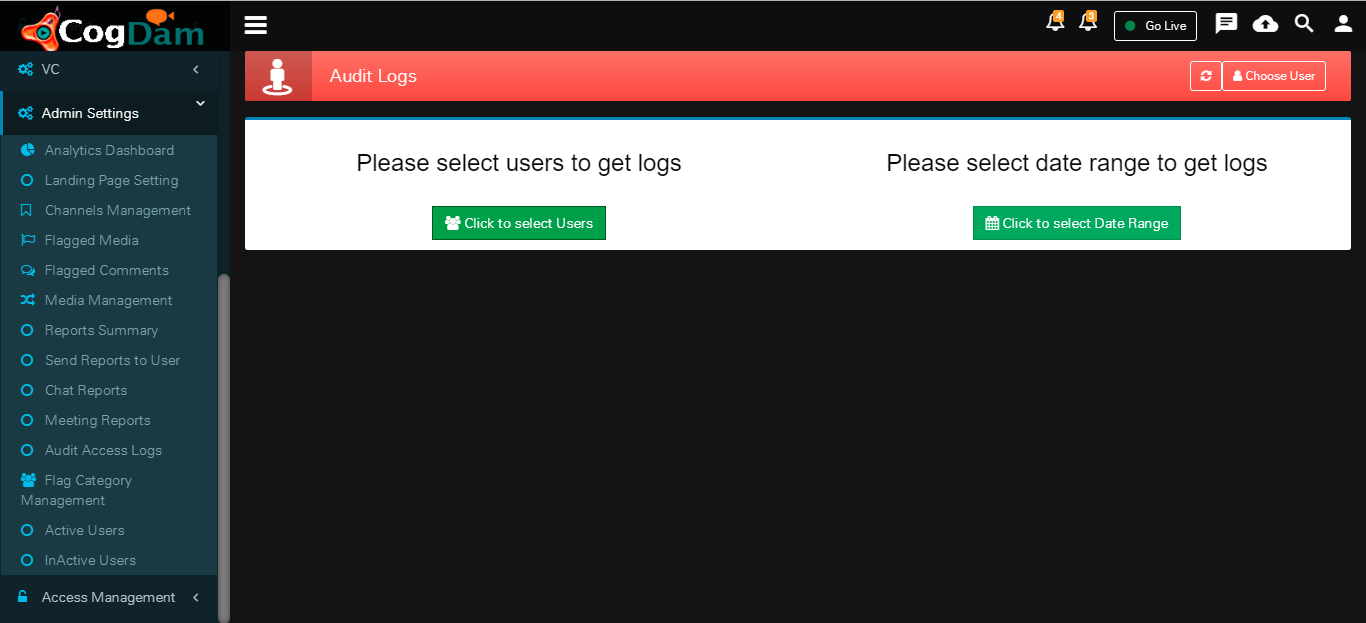 CogDam
4
3
Go Live
VC
Admin Settings
Analytics Dashboard
Landing Page Setting
Channels Management
Flagged Media
Flagged Comments
Media Management
Reports Summary
Send Reports to User
Chat Reports
Meeting Reports
Audit Access Logs
Flag Category
Management
Active Users
InActive Users
Access Management
Audit Logs
Choose User
Please select users to get logs
Click to select Users
Please select date range to get logs
Click to select Date Range